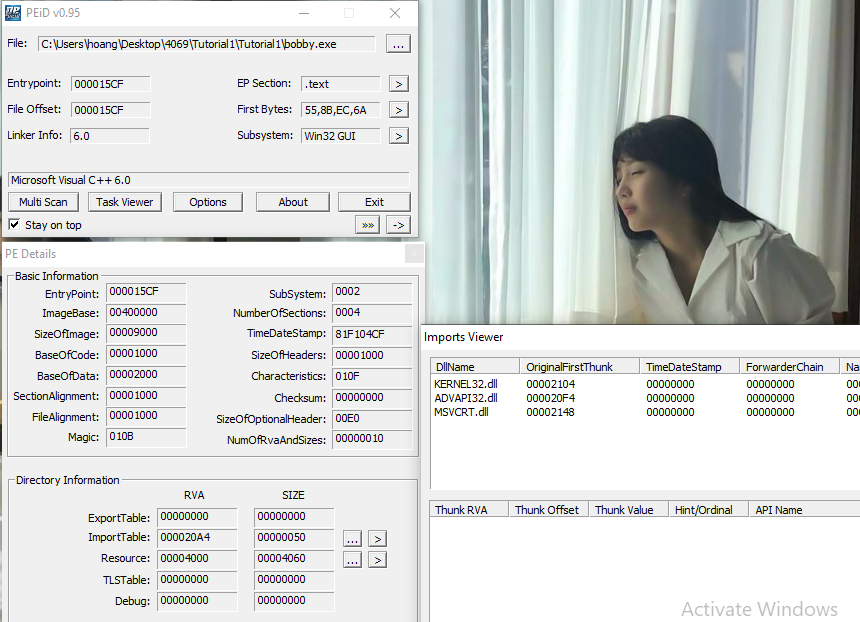 PEiD v0.95
File: C:\Users\hoang\Desktop\4069\Tutorial1\Tutorial1\bobby.exe ...
Entrypoint: 000015CF EP Section: .text >
File Offset: 000015CF First Bytes: 55,8B,EC,6A >
Linker Info: 6.0 Subsystem: Win32 GUI >
Microsoft Visual C++ 6.0
Multi Scan Task Viewer Options About Exit
Stay on top »» ->
PE Details
Basic Information
EntryPoint: 000015CF SubSystem: 0002
ImageBase: 00400000 NumberOfSections: 0004
SizeOfImage: 00009000 TimeDateStamp: 81F104CF
BaseOfCode: 00001000 SizeOfHeaders: 00001000
BaseOfData: 00002000 Characteristics: 010F
SectionAlignment: 00001000 Checksum: 00000000
FileAlignment: 00001000 SizeOfOptionalHeader: 00E0
Magic: 010B NumOfRvaAndSizes: 00000010
Directory Information
RVA SIZE
ExportTable: 00000000 00000000
ImportTable: 000020A4 00000050 ... >
Resource: 00004000 00004060 ... >
TLSTable: 00000000 00000000
Debug: 00000000 00000000
Imports Viewer
DllName OriginalFirstThunk TimeDateStamp ForwarderChain Na
KERNEL32.dll 00002104 00000000 00000000 000
ADVAPI32.dll 000020F4 00000000 00000000 000
MSVCRT.dll 00002148 00000000 00000000 000
Thunk RVA Thunk Offset Thunk Value Hint/Ordinal API Name
Activate Windows